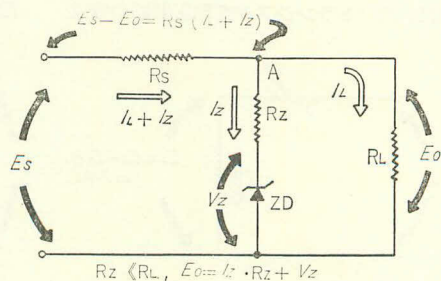 Es－Eo＝Rs (IL＋Iz)
Rs
A
IL＋Iz
Iz
Rz
IL
Es
RL
Eo
Vz
ZD
Rz《RL, Eo＝Iz・Rz＋Vz